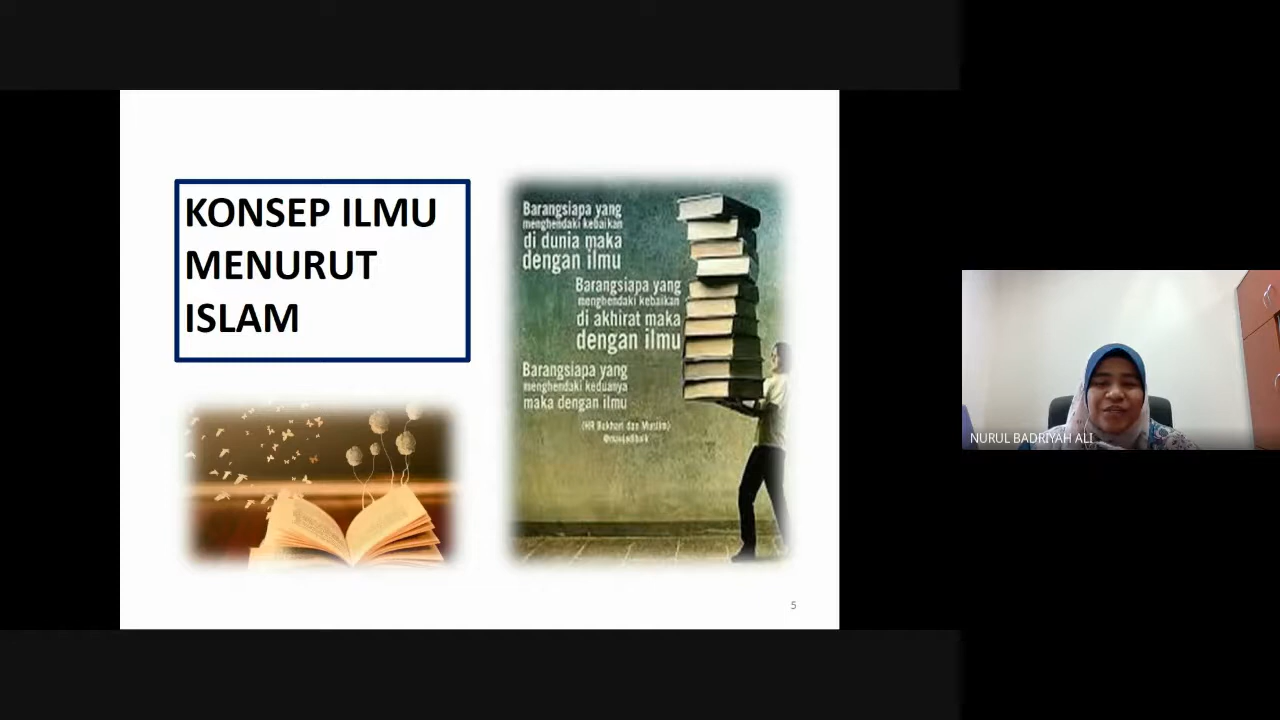 KONSEP ILMU
MENURUT
ISLAM
Barangsiapa yang
menghendaki kebaikan
di dunia maka
dengan ilmu
Barangsiapa yang
menghendaki kebaikan
di akhirat maka
dengan ilmu
Barangsiapa yang
menghendaki keduanya
maka dengan ilmu
(HR Bukhari dan Muslim)
5
NURUL BADRIYAH ALI